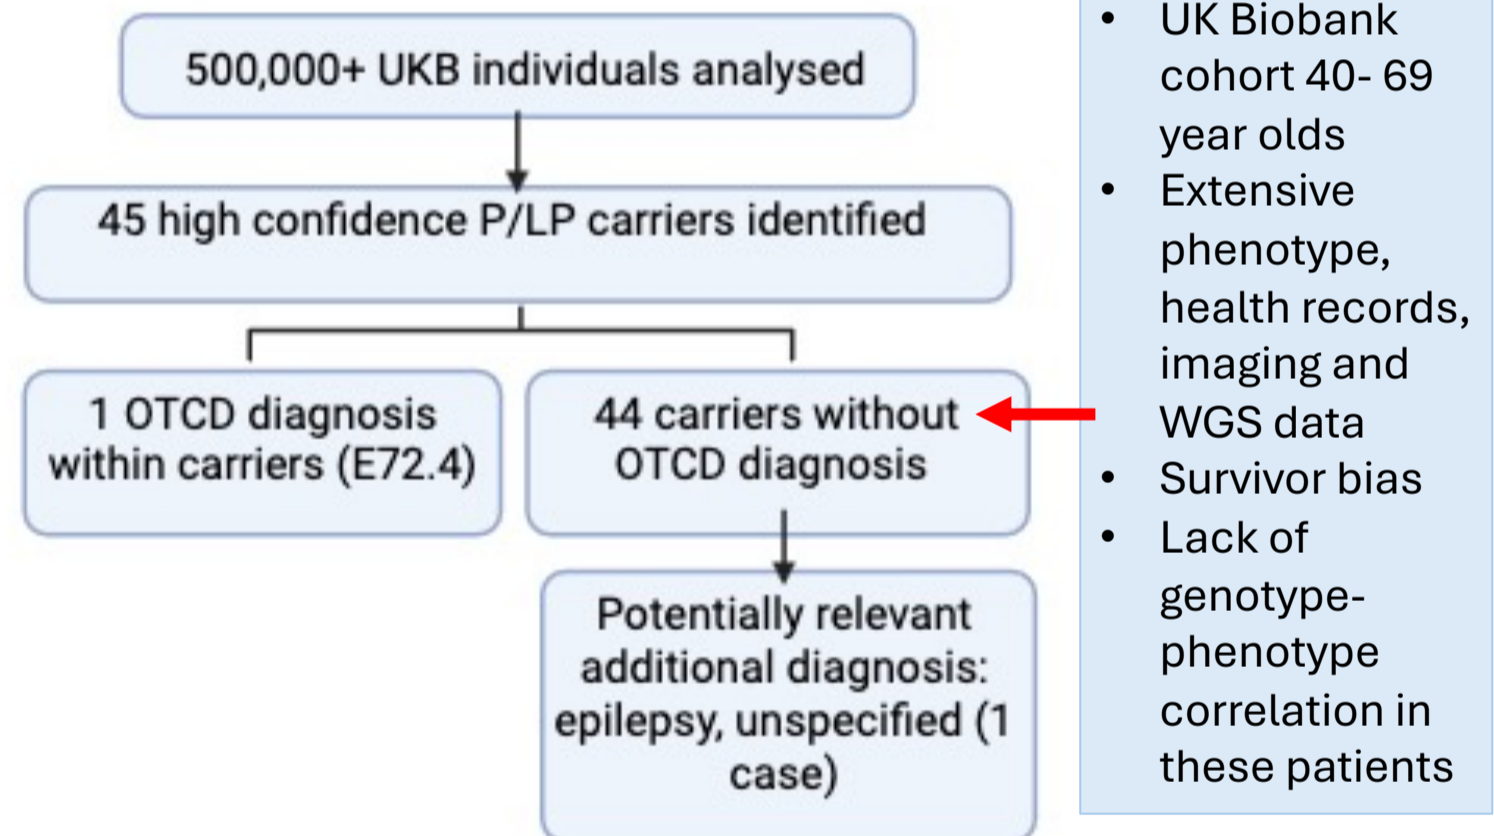 500,000+ UKB individuals analysed
45 high confidence P/LP carriers identified
1 OTCD diagnosis
within carriers (E72.4)
44 carriers without
OTCD diagnosis
Potentially relevant
additional diagnosis:
epilepsy, unspecified (1
case)
• UK Biobank
cohort 40- 69
year olds
• Extensive
phenotype,
health records,
imaging and
WGS data
• Survivor bias
• Lack of
genotype-
phenotype
correlation in
these patients